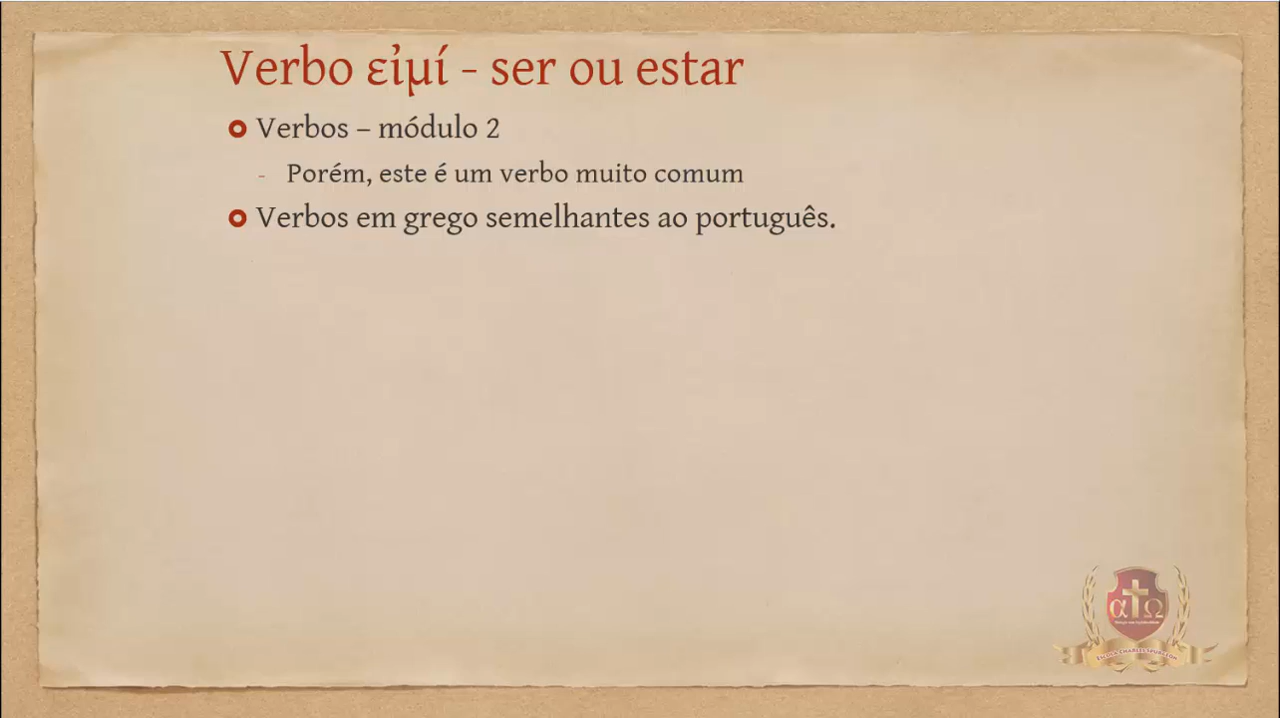 Verbo εἰμί - ser ou estar
Verbos – módulo 2
- Porém, este é um verbo muito comum
Verbos em grego semelhantes ao português.
α Ω